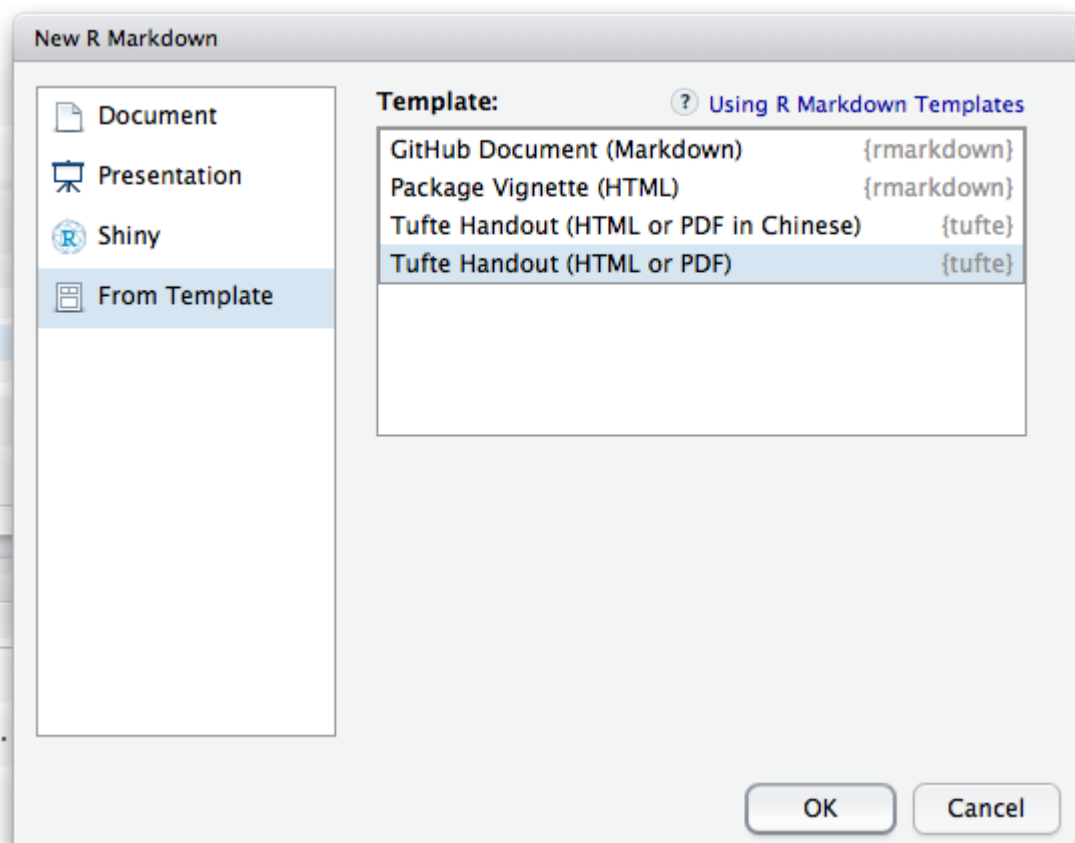 New R Markdown
Document
Presentation
Shiny
From Template
Template: ? Using R Markdown Templates
GitHub Document (Markdown) {rmarkdown}
Package Vignette (HTML) {rmarkdown}
Tufte Handout (HTML or PDF in Chinese) {tufte}
Tufte Handout (HTML or PDF) {tufte}
OK Cancel